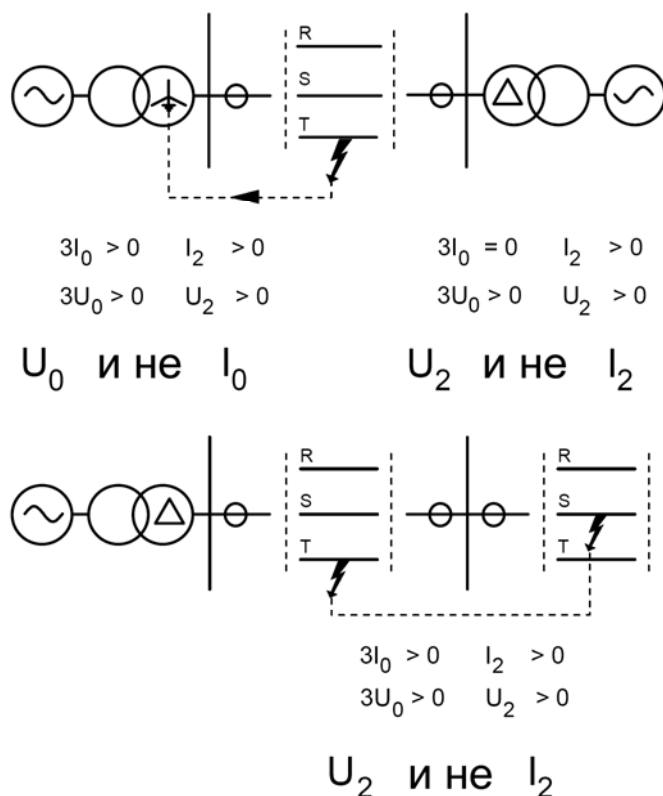 R
S
T
3I₀ > 0 I₂ > 0 3I₀ = 0 I₂ > 0
3U₀ > 0 U₂ > 0 3U₀ > 0 U₂ > 0
U₀ и не I₀ U₂ и не I₂
R R
S S
T T
3I₀ > 0 I₂ > 0
3U₀ > 0 U₂ > 0
U₂ и не I₂